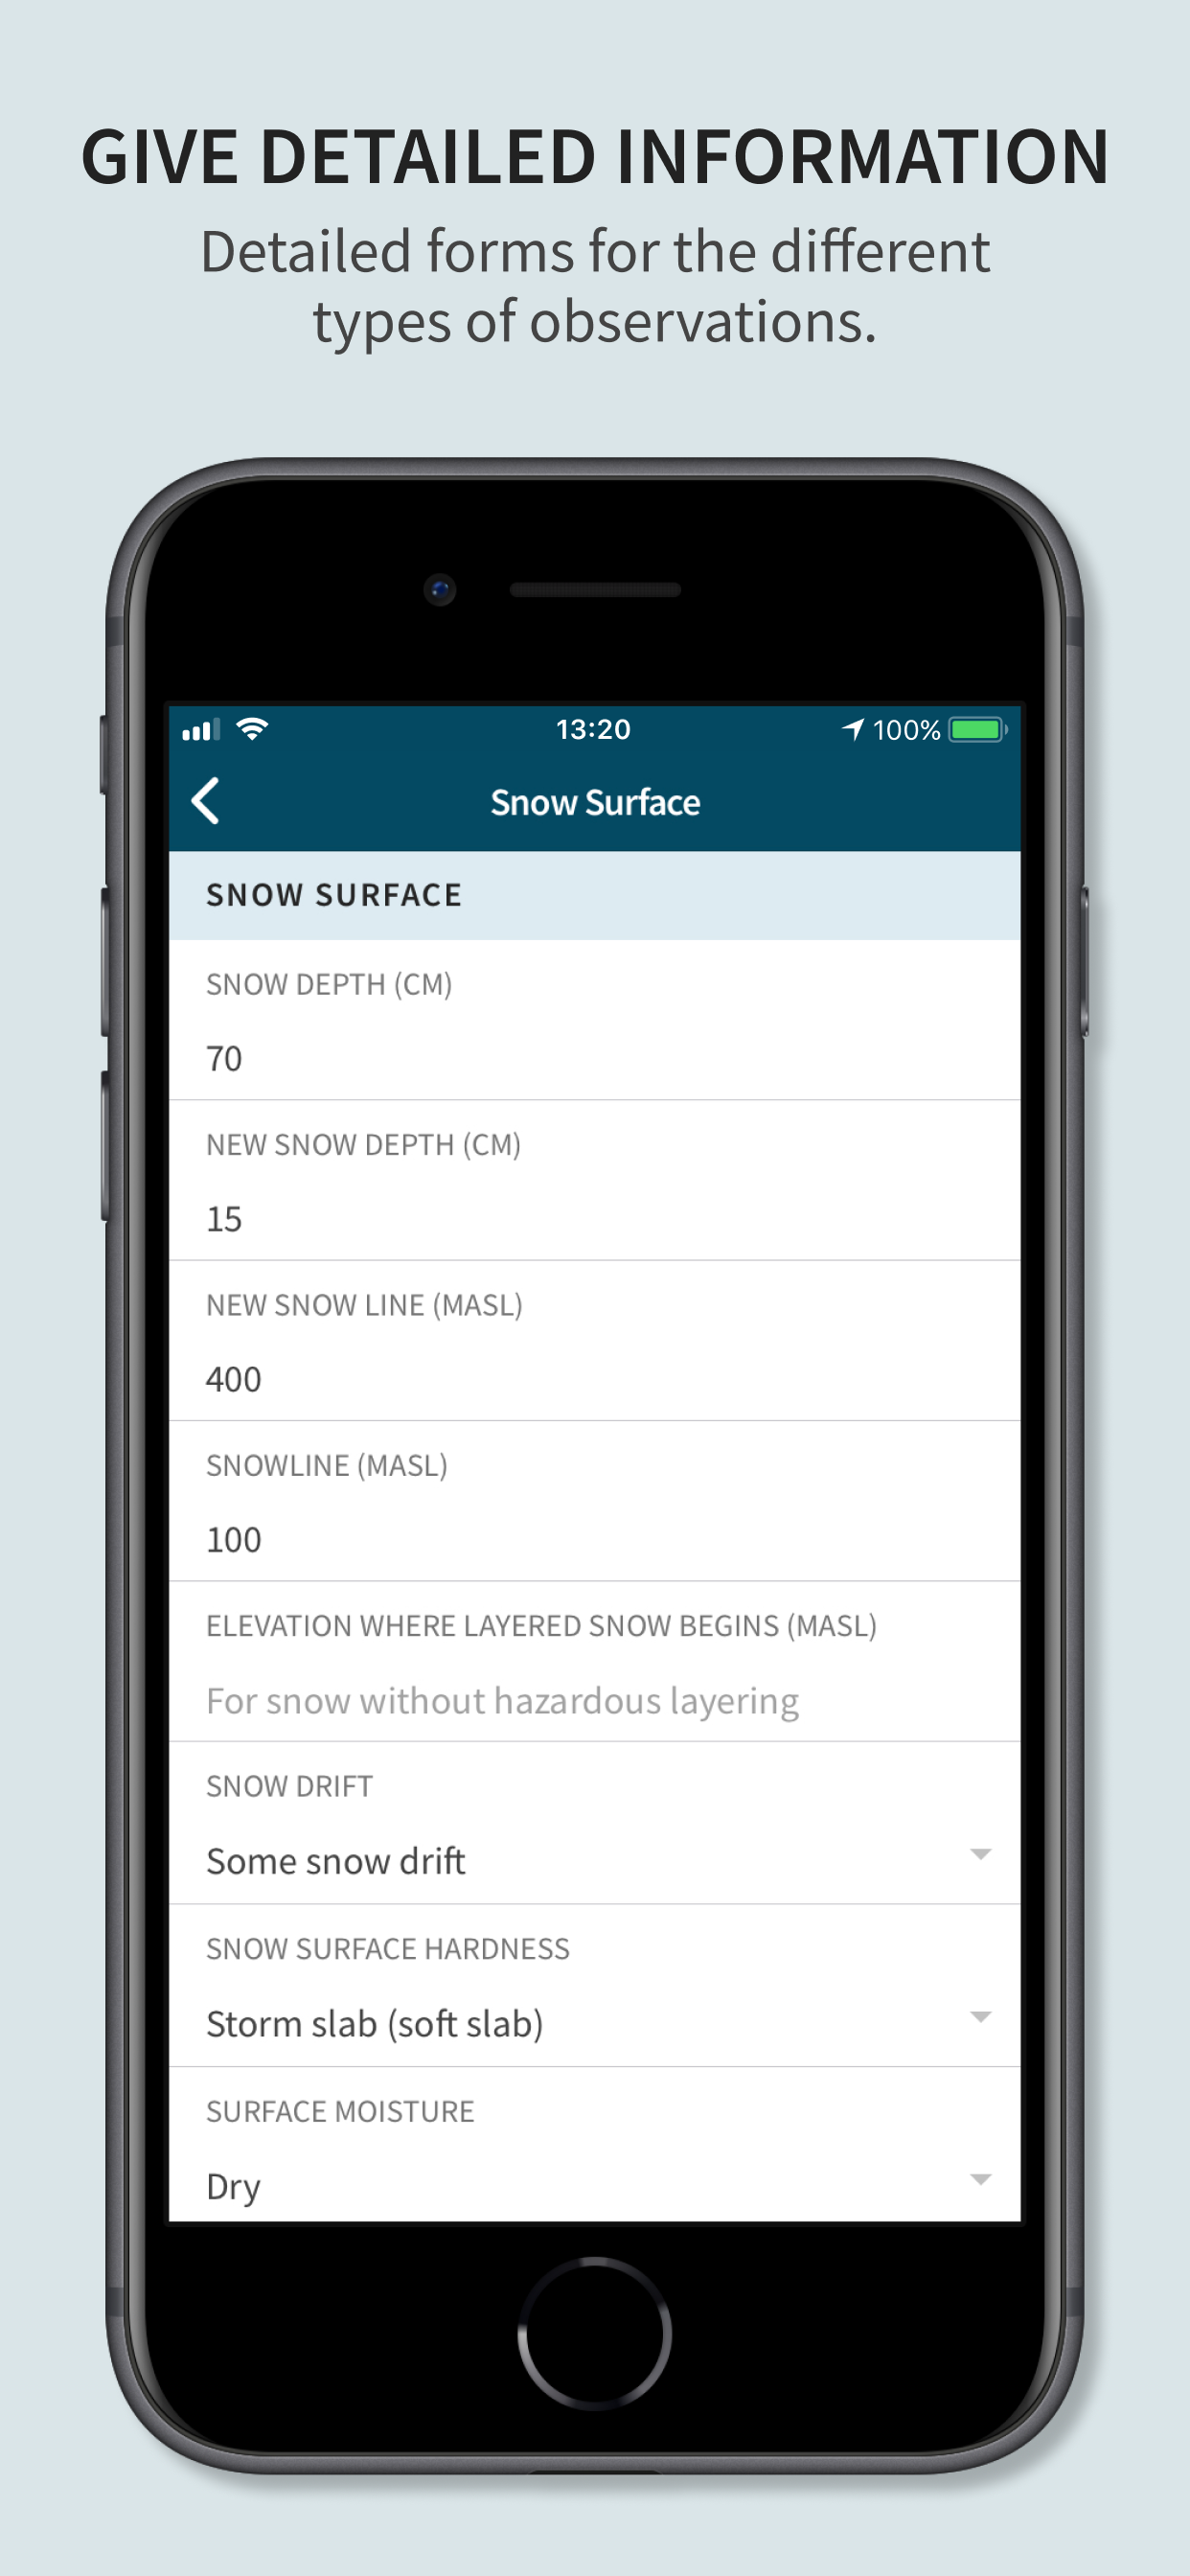 GIVE DETAILED INFORMATION
Detailed forms for the different
types of observations.
13:20
100%
Snow Surface
SNOW SURFACE
SNOW DEPTH (CM)
70
NEW SNOW DEPTH (CM)
15
NEW SNOW LINE (MASL)
400
SNOWLINE (MASL)
100
ELEVATION WHERE LAYERED SNOW BEGINS (MASL)
For snow without hazardous layering
SNOW DRIFT
Some snow drift
SNOW SURFACE HARDNESS
Storm slab (soft slab)
SURFACE MOISTURE
Dry